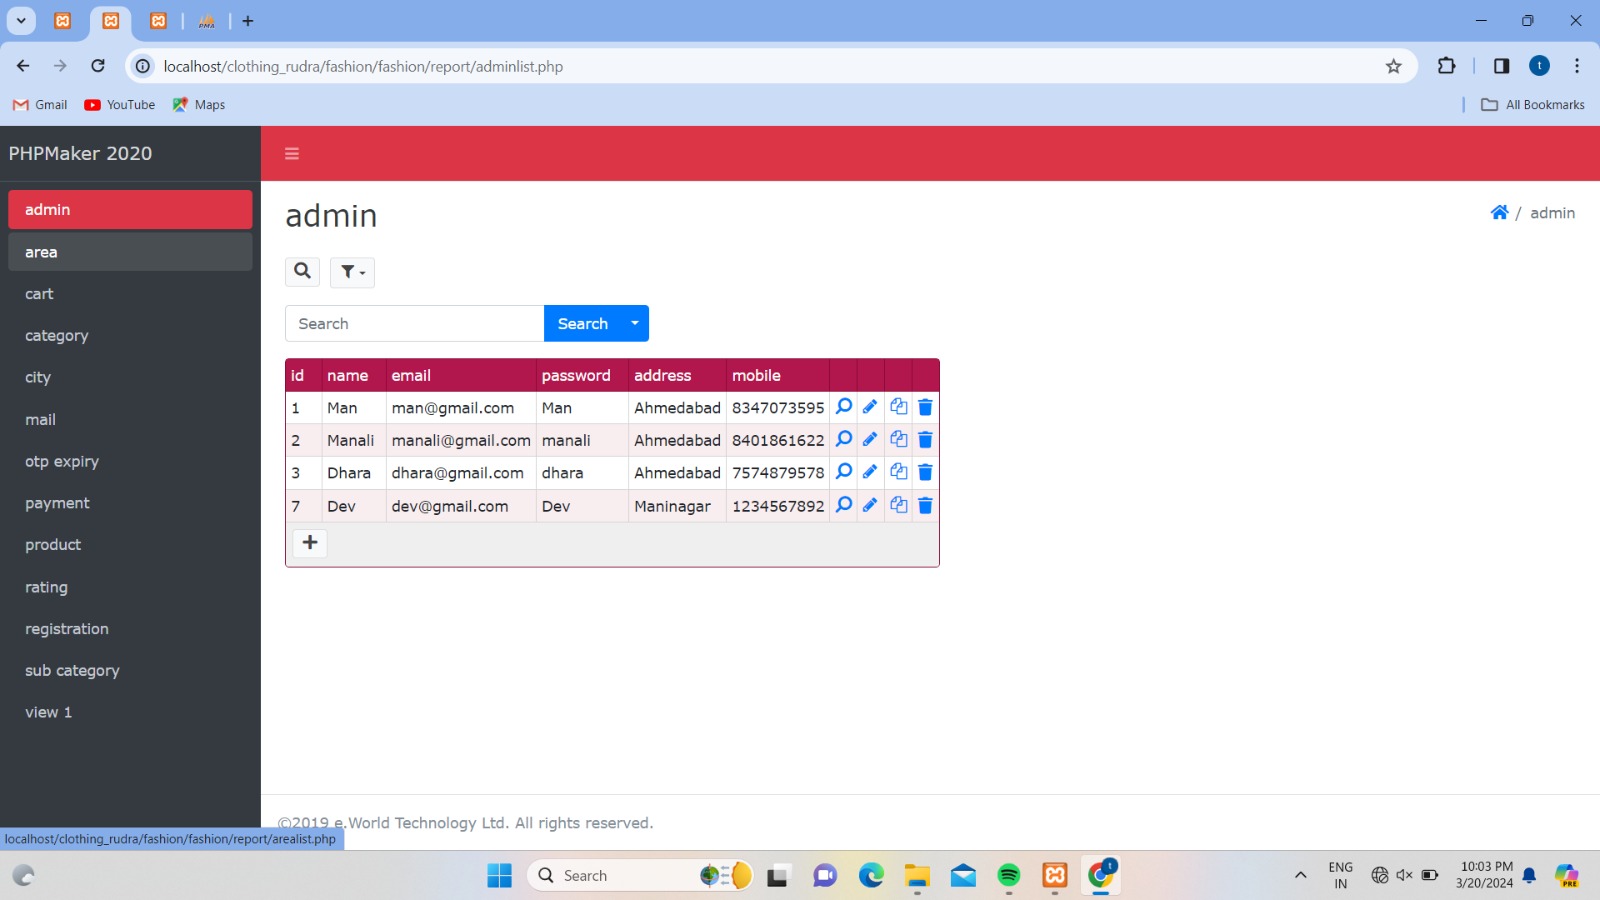 PMA
localhost/clothing_rudra/fashion/fashion/report/adminlist.php
t
Gmail YouTube Maps All Bookmarks
PHPMaker 2020
admin
area
cart
category
city
mail
otp expiry
payment
product
rating
registration
sub category
view 1
admin
/ admin
Search Search
id name email password address mobile
1 Man man@gmail.com Man Ahmedabad 8347073595
2 Manali manali@gmail.com manali Ahmedabad 8401861622
3 Dhara dhara@gmail.com dhara Ahmedabad 7574879578
7 Dev dev@gmail.com Dev Maninagar 1234567892
©2019 e.World Technology Ltd. All rights reserved.
localhost/clothing_rudra/fashion/fashion/report/arealist.php
Search
t
ENG
IN
10:03 PM
3/20/2024
PRE